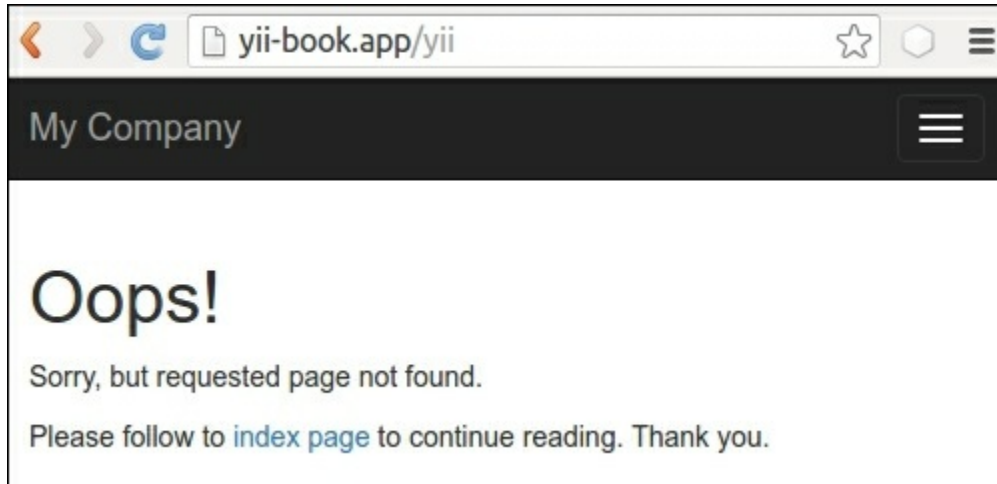 yii-book.app/yii
My Company
Oops!
Sorry, but requested page not found.
Please follow to index page to continue reading. Thank you.